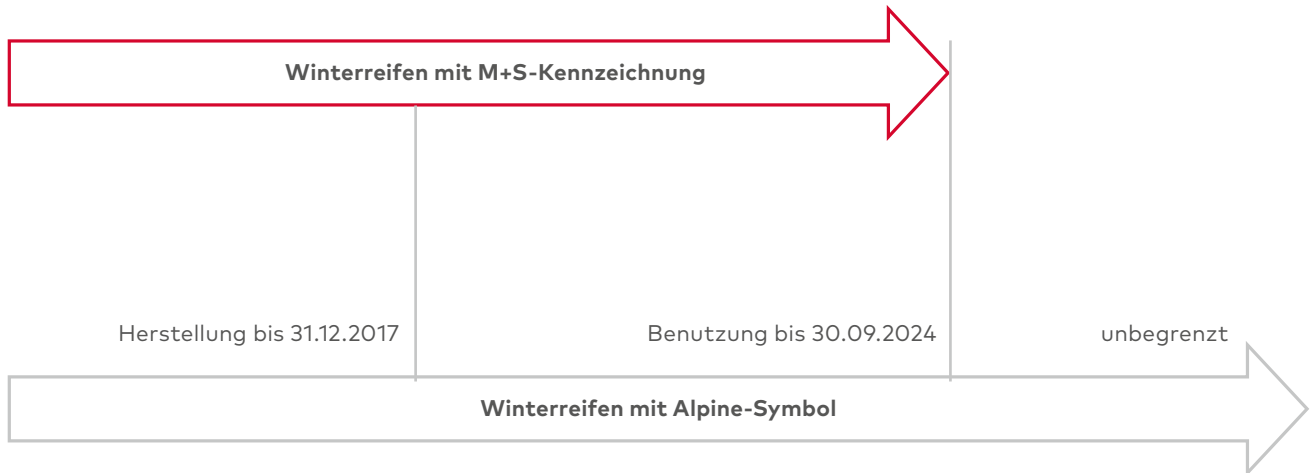 Winterreifen mit M+S-Kennzeichnung
Herstellung bis 31.12.2017
Benutzung bis 30.09.2024
unbegrenzt
Winterreifen mit Alpine-Symbol